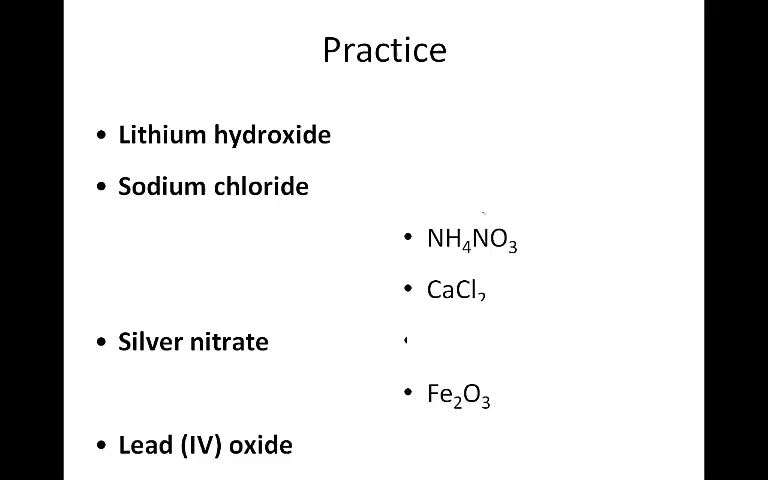 Practice
• Lithium hydroxide
• Sodium chloride
• NH₄NO₃
• CaCl₂
• Silver nitrate
• Fe₂O₃
• Lead (IV) oxide